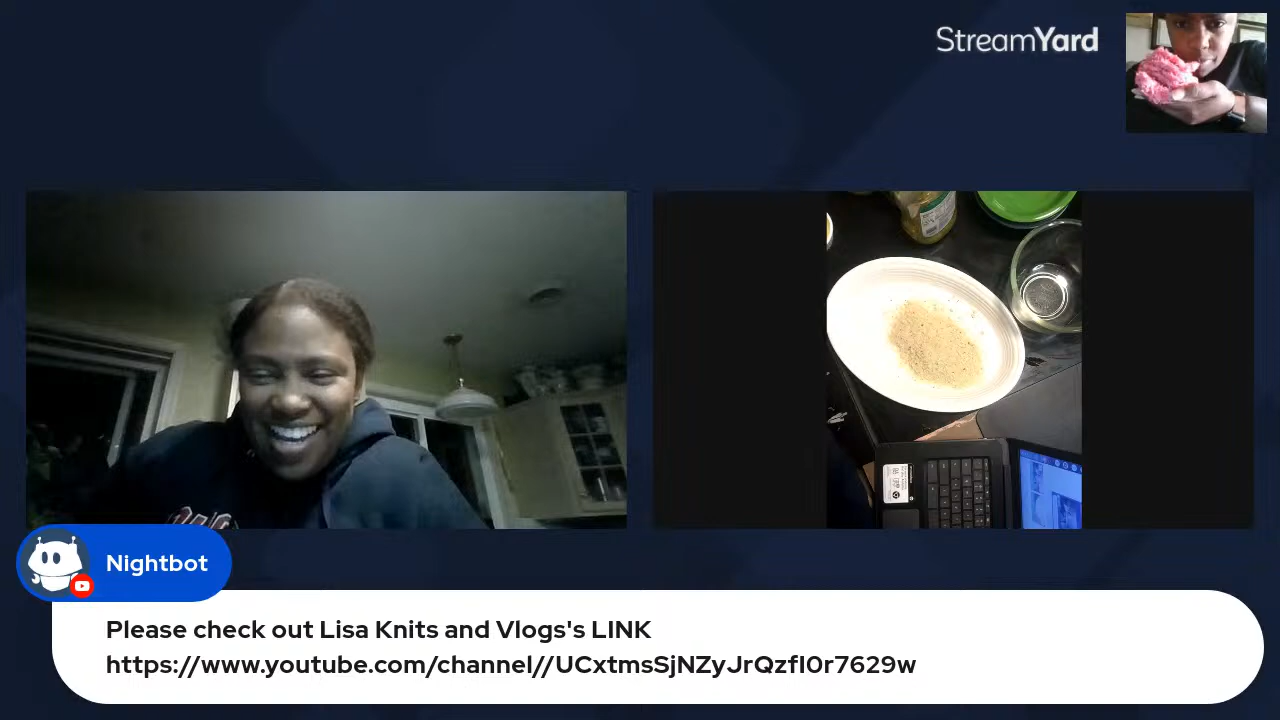 StreamYard
Nightbot
Please check out Lisa Knits and Vlogs's LINK
https://www.youtube.com/channel//UCxtmsSjNZyJrQzfI0r7629w